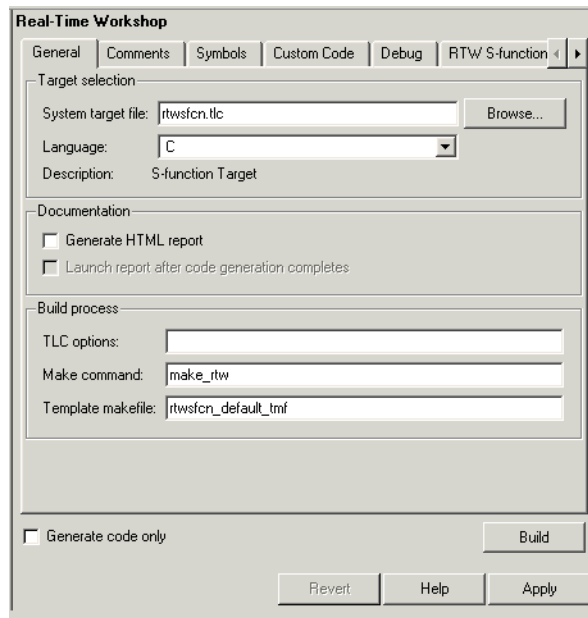 Real-Time Workshop
General Comments Symbols Custom Code Debug RTW S-function
Target selection
System target file: rtwsfcn.tlc Browse...
Language: C
Description: S-function Target
Documentation
Generate HTML report
Launch report after code generation completes
Build process
TLC options:
Make command: make_rtw
Template makefile: rtwsfcn_default_tmf
Generate code only Build
Revert Help Apply